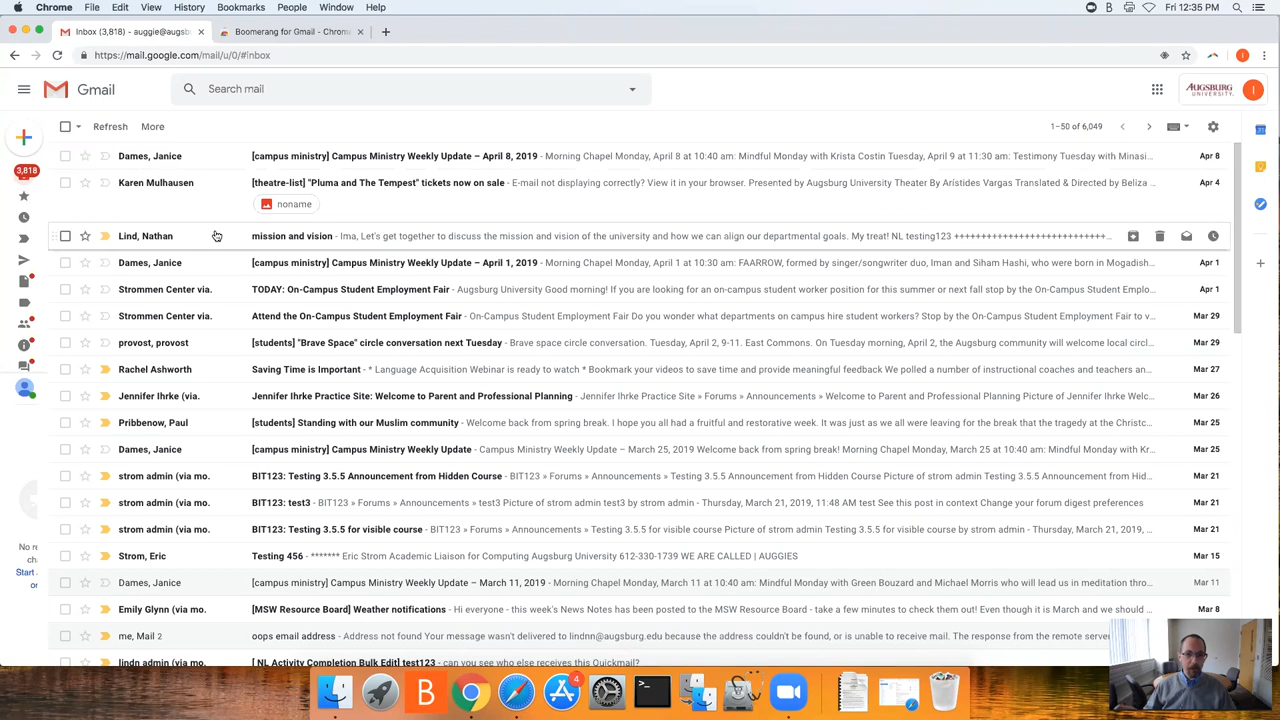 Chrome File Edit View History Bookmarks People Window Help Fri 12:35 PM
Inbox (3,818) - auggie@augsb Boomerang for Gmail - Chrom
https://mail.google.com/mail/u/0/#inbox
Gmail Search mail AUGSBURG UNIVERSITY I
Refresh More 1–50 of 6,049
3,818
Dames, Janice [campus ministry] Campus Ministry Weekly Update – April 8, 2019 - Morning Chapel Monday, April 8 at 10:40 am: Mindful Monday with Krista Costin Tuesday, April 9 at 11:30 am: Testimony Tuesday with Minasi... Apr 8
Karen Mulhausen [theatre-list] "Pluma and The Tempest" tickets now on sale - E-mail not displaying correctly? View it in your browser. Presented by Augsburg University Theater By Arístides Vargas Translated & Directed by Beliza ... Apr 4
noname
Lind, Nathan mission and vision - Ima, Let's get together to discuss the mission and vision of the university and how we can align our departmental goals. My treat! NL testing123 ++++++++++++++++++++++++++++...
Dames, Janice [campus ministry] Campus Ministry Weekly Update – April 1, 2019 - Morning Chapel Monday, April 1 at 10:30 am: FAARROW, formed by singer/songwriter duo, Iman and Siham Hashi, who were born in Mogadish... Apr 1
Strommen Center via. TODAY: On-Campus Student Employment Fair - Augsburg University Good morning! If you are looking for an on-campus student worker position for this summer or next fall stop by the On-Campus Student Emplo... Apr 1
Strommen Center via. Attend the On-Campus Student Employment Fair - On-Campus Student Employment Fair Do you wonder what departments on campus hire student workers? Stop by the On-Campus Student Employment Fair to v... Mar 29
provost, provost [students] "Brave Space" circle conversation next Tuesday - Brave space circle conversation. Tuesday, April 2, 9-11. East Commons. On Tuesday morning, April 2, the Augsburg community will welcome local circl... Mar 29
Rachel Ashworth Saving Time is Important - * Language Acquisition Webinar is ready to watch * Bookmark your videos to save time and provide meaningful feedback We polled a number of instructional coaches and teachers an... Mar 27
Jennifer Ihrke (via. Jennifer Ihrke Practice Site: Welcome to Parent and Professional Planning - Jennifer Ihrke Practice Site » Forums » Announcements » Welcome to Parent and Professional Planning Picture of Jennifer Ihrke... Mar 26
Pribbenow, Paul [students] Standing with our Muslim community - Welcome back from spring break. I hope you all had a fruitful and restorative week. It was just as we all were leaving for the break that the tragedy at the Christc... Mar 25
Dames, Janice [campus ministry] Campus Ministry Weekly Update - Campus Ministry Weekly Update – March 25, 2019 Welcome back from spring break! Morning Chapel Monday, March 25 at 10:40 am: Mindful Monday with Kr... Mar 25
strom admin (via mo. BIT123: Testing 3.5.5 Announcement from Hidden Course - BIT123 » Forums » Announcements » Testing 3.5.5 Announcement from Hidden Course Picture of strom admin Testing 3.5.5 Announcement from Hid... Mar 21
strom admin (via mo. BIT123: test3 - BIT123 » Forums » Announcements » test3 Picture of strom admin test3 by strom admin - Thursday, March 21, 2019, 11:48 AM test See this post in context Change your forum digest preferences Mar 21
strom admin (via mo. BIT123: Testing 3.5.5 for visible course - BIT123 » Forums » Announcements » Testing 3.5.5 for visible course Picture of strom admin Testing 3.5.5 for visible course by strom admin - Thursday, March 21, 2019, ... Mar 21
Strom, Eric Testing 456 - ******* Eric Strom Academic Liaison for Computing Augsburg University 612-330-1739 WE ARE CALLED | AUGGIES Mar 15
Dames, Janice [campus ministry] Campus Ministry Weekly Update – March 11, 2019 - Morning Chapel Monday, March 11 at 10:40 am: Mindful Monday with Green Bouzard and Michael Morris who will lead us in meditation thro... Mar 11
Emily Glynn (via mo. [MSW Resource Board] Weather notifications - Hi everyone - this week's News Notes has been posted to the MSW Resource Board - take a few minutes to check them out! Even though it is March and we should ... Mar 8
me, Mail 2 oops email address - Address not found Your message wasn't delivered to lindnn@augsburg.edu because the address couldn't be found, or is unable to receive mail. The response from the remote serve
lindn admin (via mo. [ NL Activity Completion Bulk Edit] test123 - can you see who else receives this Quickmail?
No re
ch
Start
or
B 4